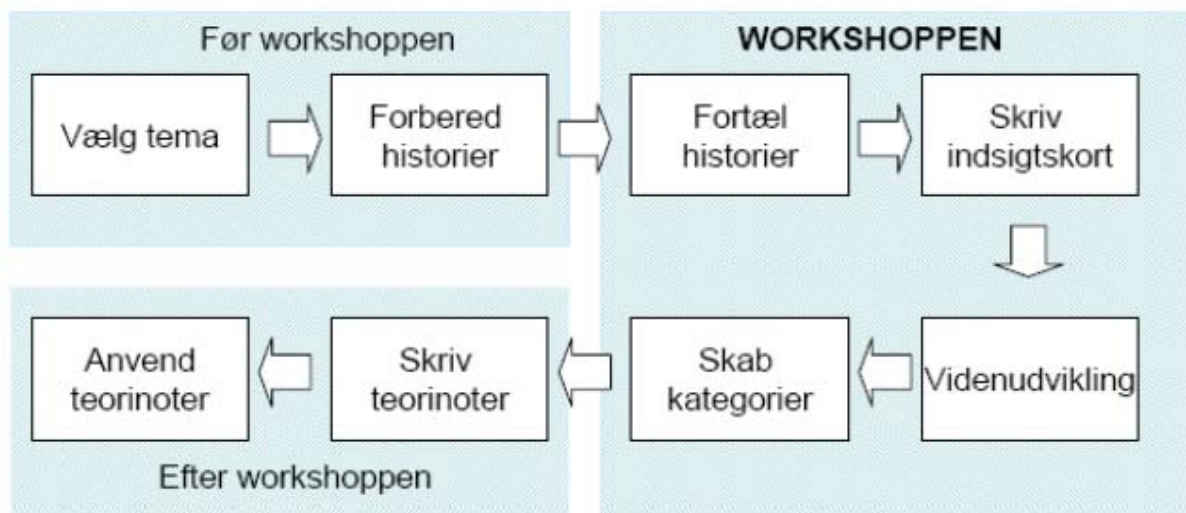 Før workshoppen
Vælg tema
Forbered
historier
WORKSHOPPEN
Fortæl
historier
Skriv
indsigtskort
Videnudvikling
Skab
kategorier
Skriv
teorinoter
Anvend
teorinoter
Efter workshoppen